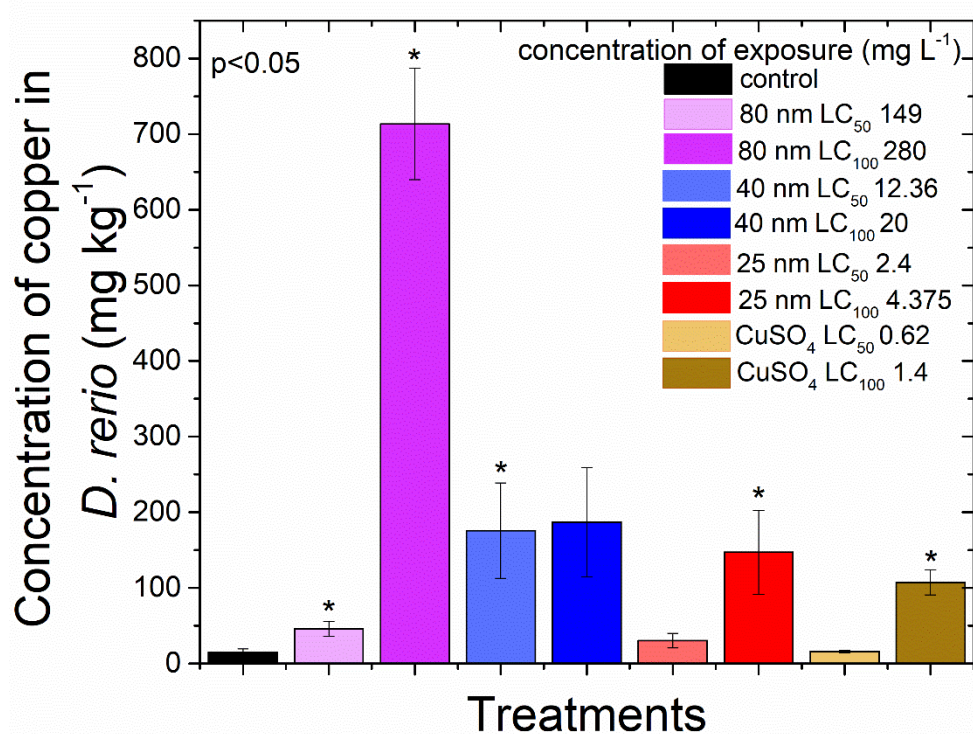 Concentration of copper in
D. rerio (mg kg⁻¹)
800
700
600
500
400
300
200
100
0
p<0.05
*
*
*
*
*
concentration of exposure (mg L⁻¹)
control
80 nm LC₅₀ 149
80 nm LC₁₀₀ 280
40 nm LC₅₀ 12.36
40 nm LC₁₀₀ 20
25 nm LC₅₀ 2.4
25 nm LC₁₀₀ 4.375
CuSO₄ LC₅₀ 0.62
CuSO₄ LC₁₀₀ 1.4
Treatments